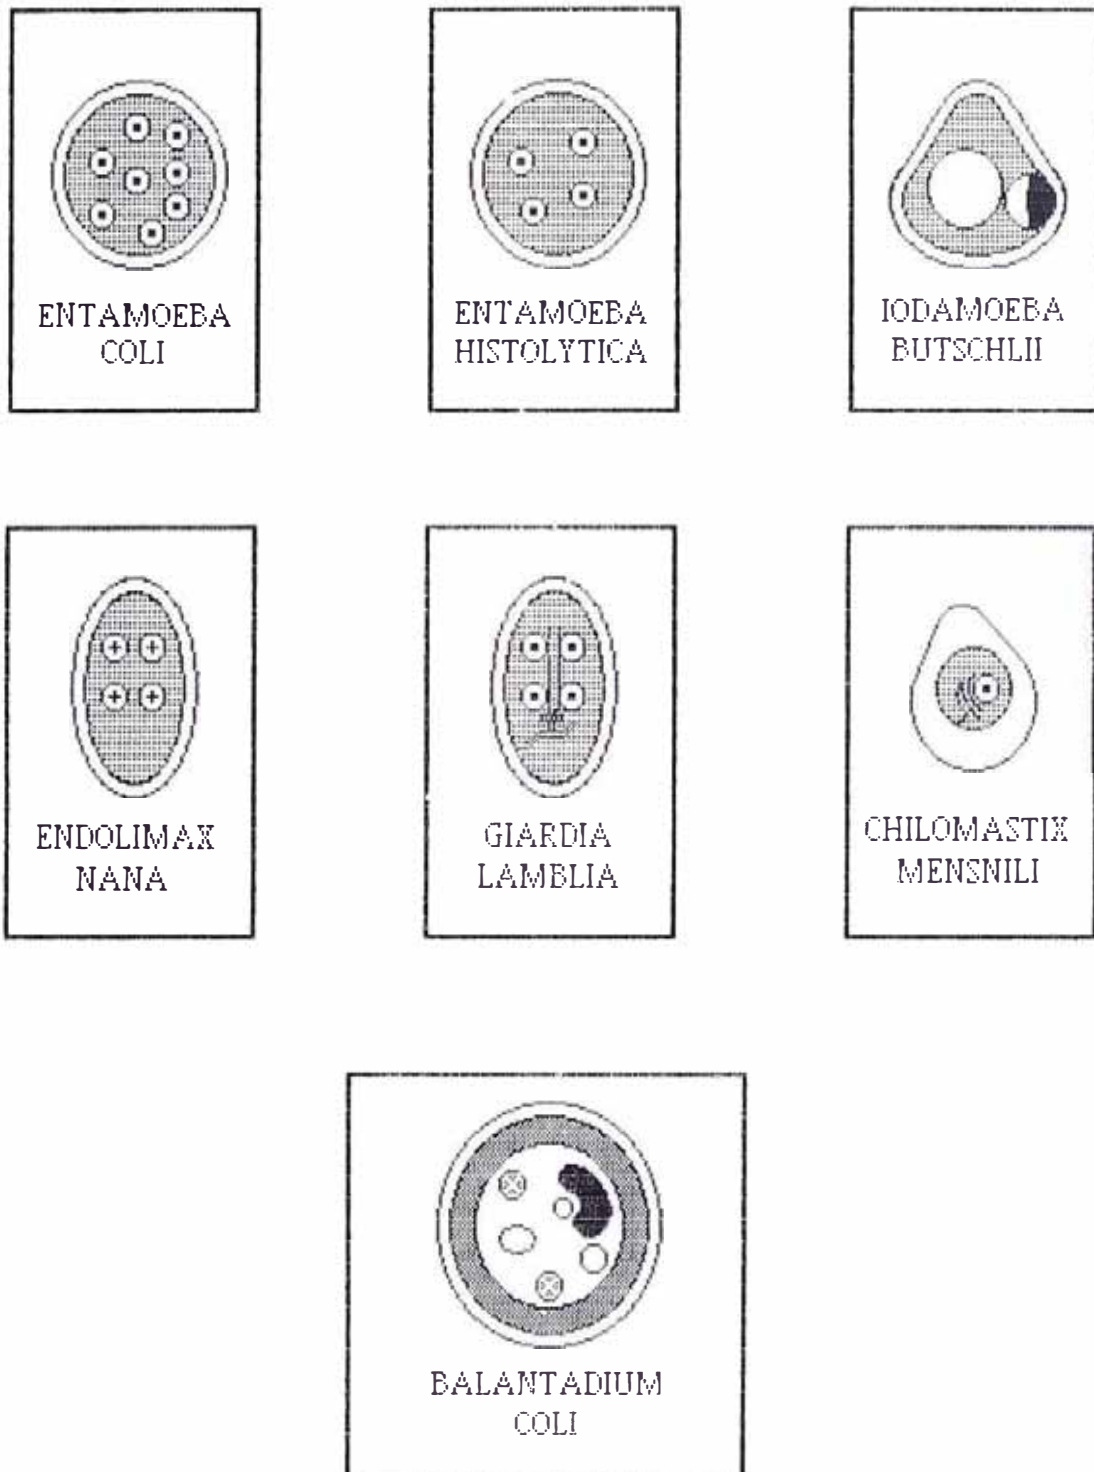 ENTAMOEBA
COLI
ENTAMOEBA
HISTOLYTICA
IODAMOEBA
BUTSCHLII
ENDOLIMAX
NANA
GIARDIA
LAMBLIA
CHILOMASTIX
MENSNILI
BALANTADIUM
COLI